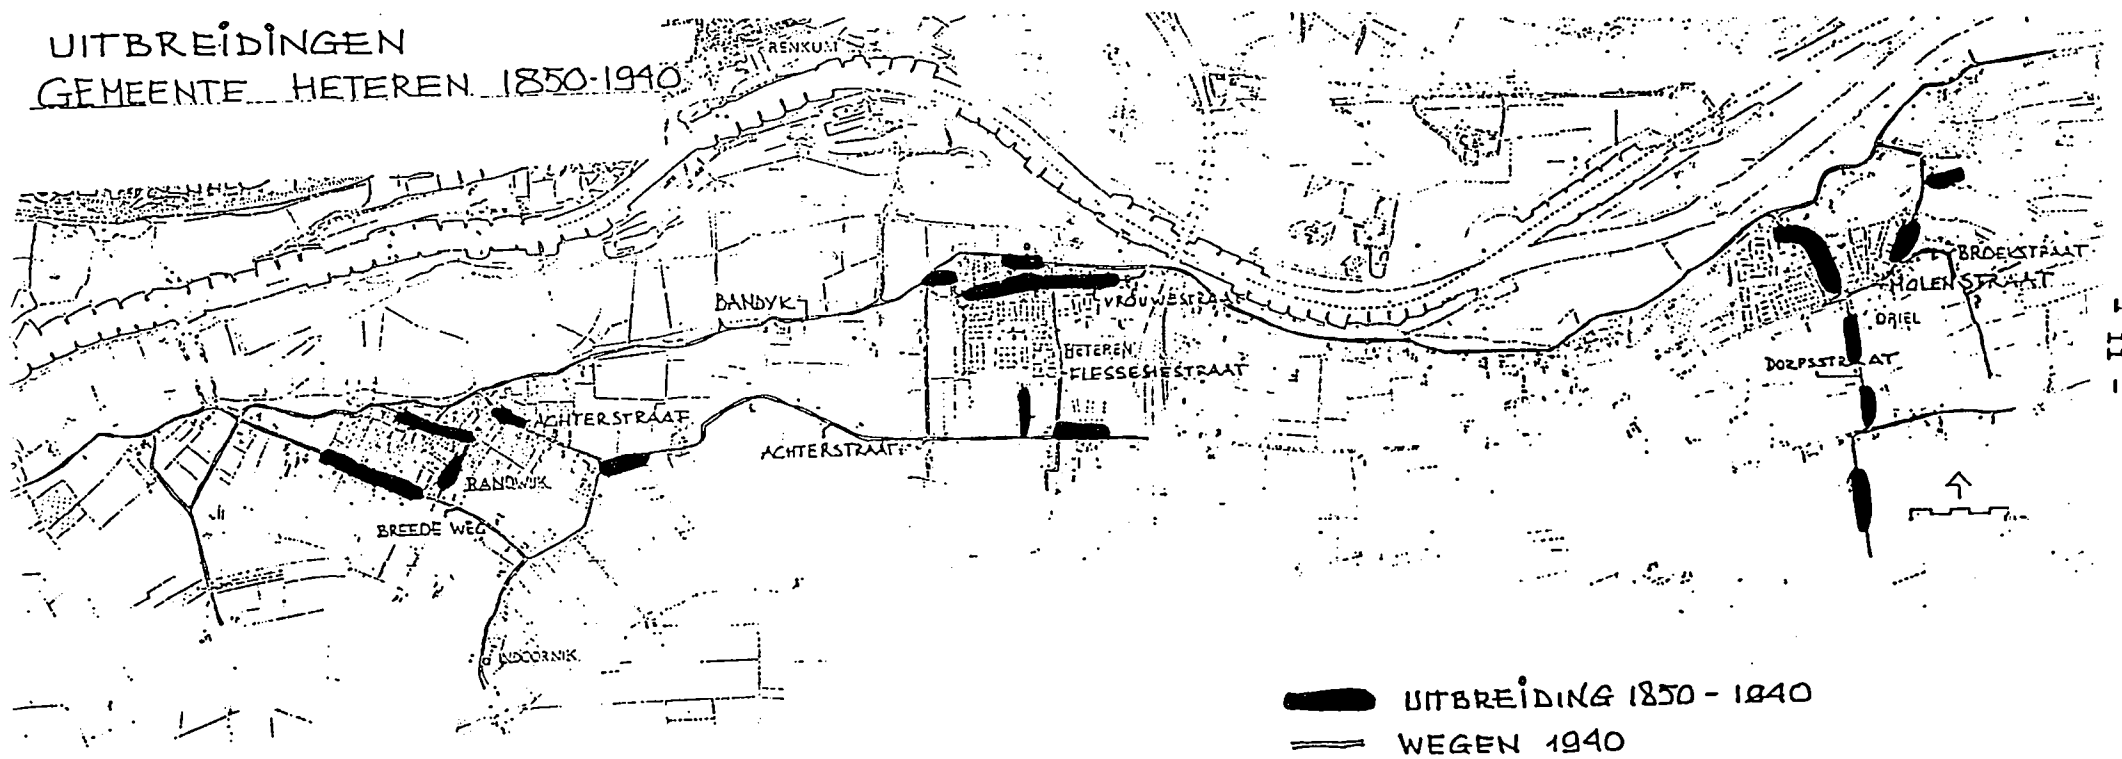 UITBREIDINGEN
GEMEENTE HETEREN 1850-1940
RENKUM
BROEKSTRAAT
MOLENSTRAAT
BANDYK
VROUWESTRAAT
DRIEL
HETEREN
FLESSESTRAAT
DORPSSTRAAT
ACHTERSTRAAT
ACHTERSTRAAT
RANDWIJK
BREEDE WEG
INDOORNIK
UITBREIDING 1850-1940
WEGEN 1940